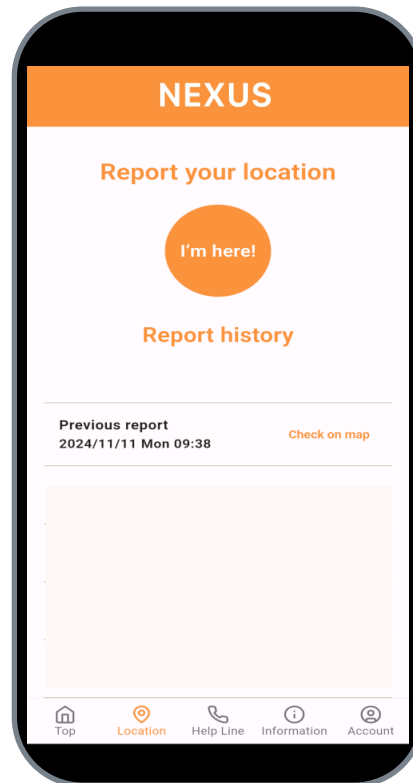 NEXUS
Report your location
I'm here!
Report history
Previous report
2024/11/11 Mon 09:38
Check on map
Top
Location
Help Line
Information
Account